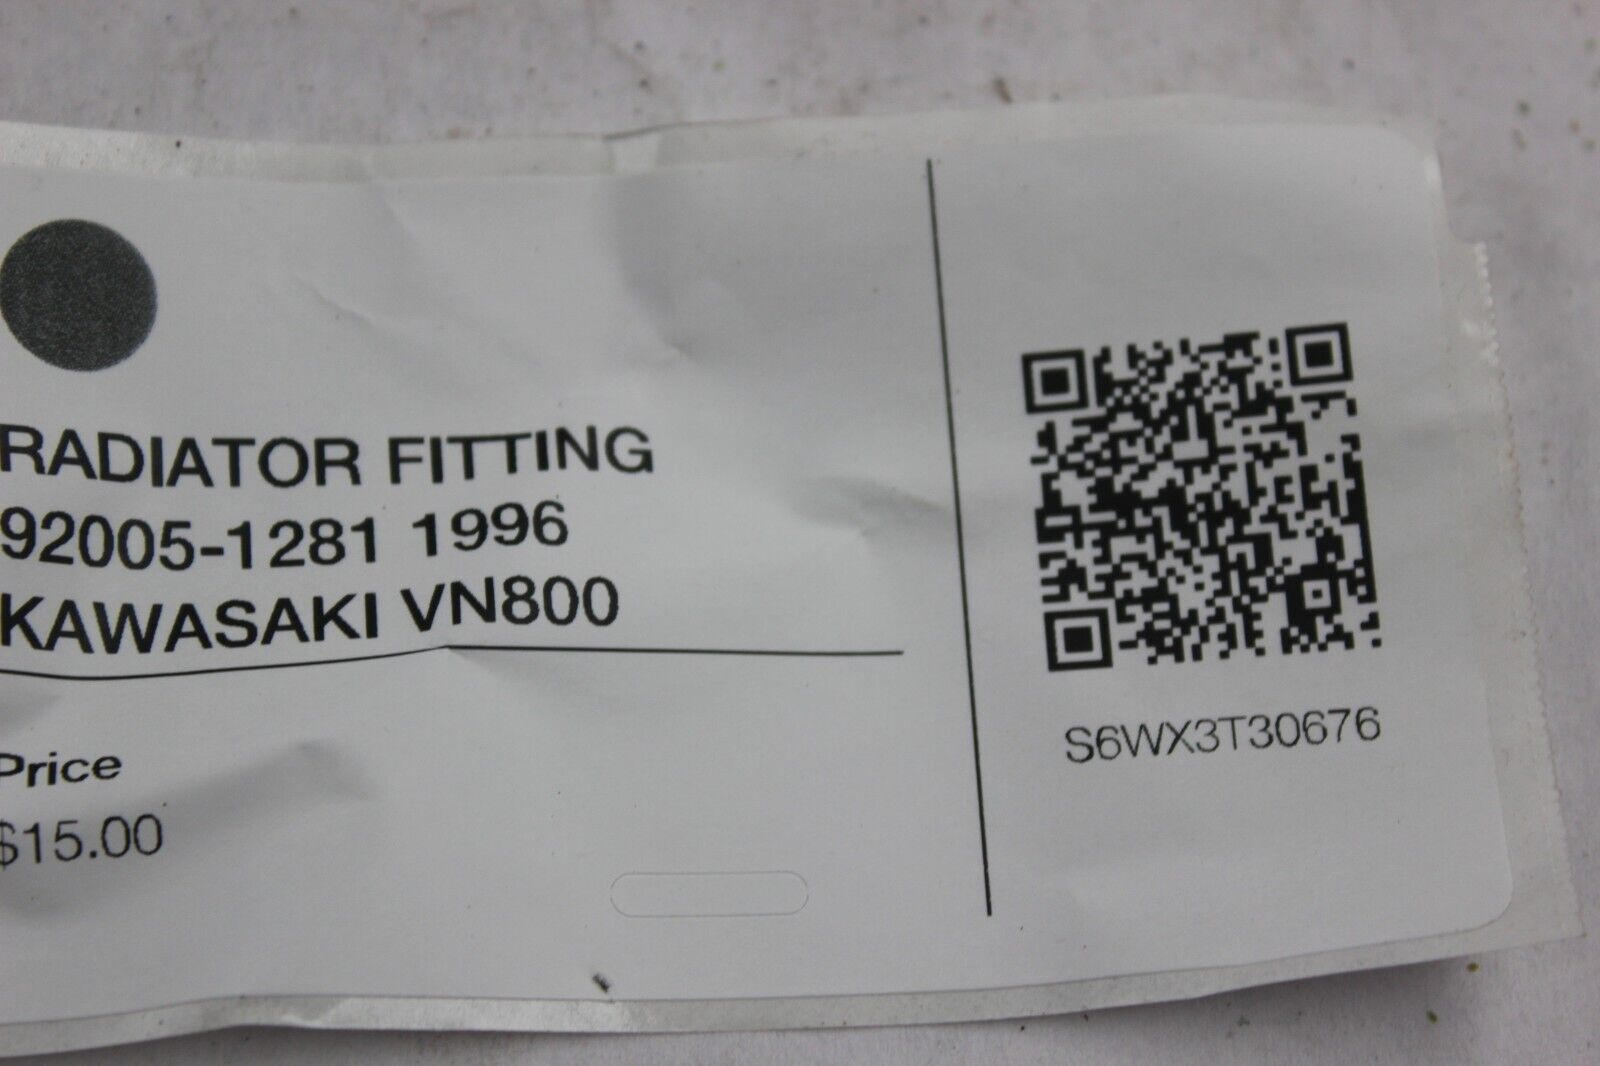 RADIATOR FITTING
92005-1281 1996
KAWASAKI VN800
Price
$15.00
S6WX3T30676